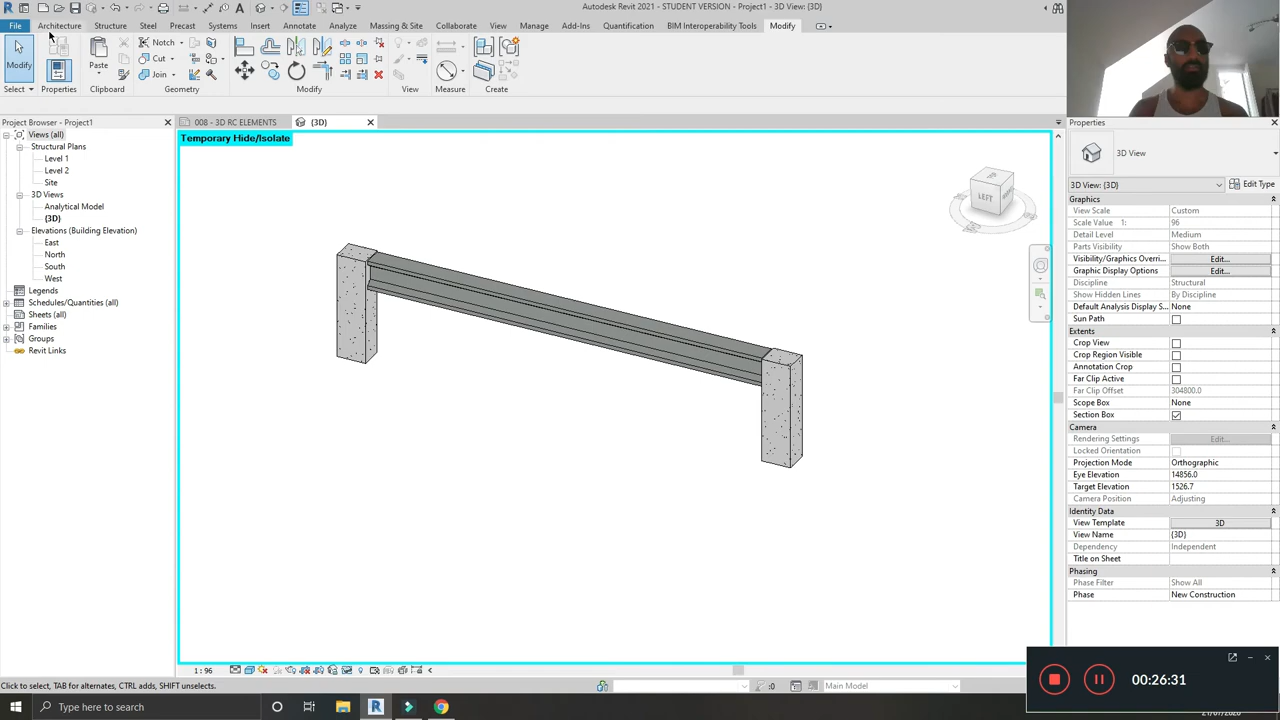 Autodesk Revit 2021 - STUDENT VERSION - Project1 - 3D View: {3D}
File Architecture Structure Steel Precast Systems Insert Annotate Analyze Massing & Site Collaborate View Manage Add-Ins Quantification BIM Interoperability Tools Modify
Modify Paste Notch
Cut
Join
Select Properties Clipboard Geometry Modify View Measure Create
Project Browser - Project1
008 - 3D RC ELEMENTS
{3D}
Properties
Views (all)
Structural Plans
Level 1
Level 2
Site
3D Views
Analytical Model
{3D}
Elevations (Building Elevation)
East
North
South
West
Legends
Schedules/Quantities (all)
Sheets (all)
Families
Groups
Revit Links
Temporary Hide/Isolate
LEFT
3D View
3D View: {3D} Edit Type
Graphics
View Scale Custom
Scale Value 1: 96
Detail Level Medium
Parts Visibility Show Both
Visibility/Graphics Overri... Edit...
Graphic Display Options Edit...
Discipline Structural
Show Hidden Lines By Discipline
Default Analysis Display S... None
Sun Path
Extents
Crop View
Crop Region Visible
Annotation Crop
Far Clip Active
Far Clip Offset 304800.0
Scope Box None
Section Box
Camera
Rendering Settings Edit...
Locked Orientation
Projection Mode Orthographic
Eye Elevation 14856.0
Target Elevation 1526.7
Camera Position Adjusting
Identity Data
View Template 3D
View Name {3D}
Dependency Independent
Title on Sheet
Phasing
Phase Filter Show All
Phase New Construction
1 : 96
Click to select, TAB for alternates, CTRL adds, SHIFT unselects.
:0
Main Model
00:26:31
Type here to search